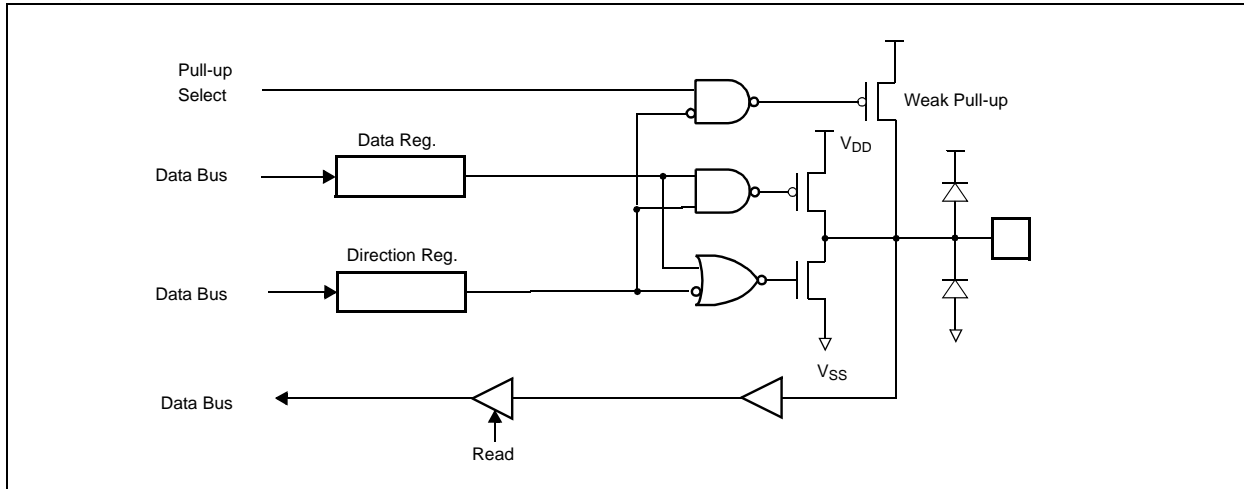 Pull-up
Select
Weak Pull-up
Data Reg.
VDD
Data Bus
Direction Reg.
Data Bus
VSS
Data Bus
Read